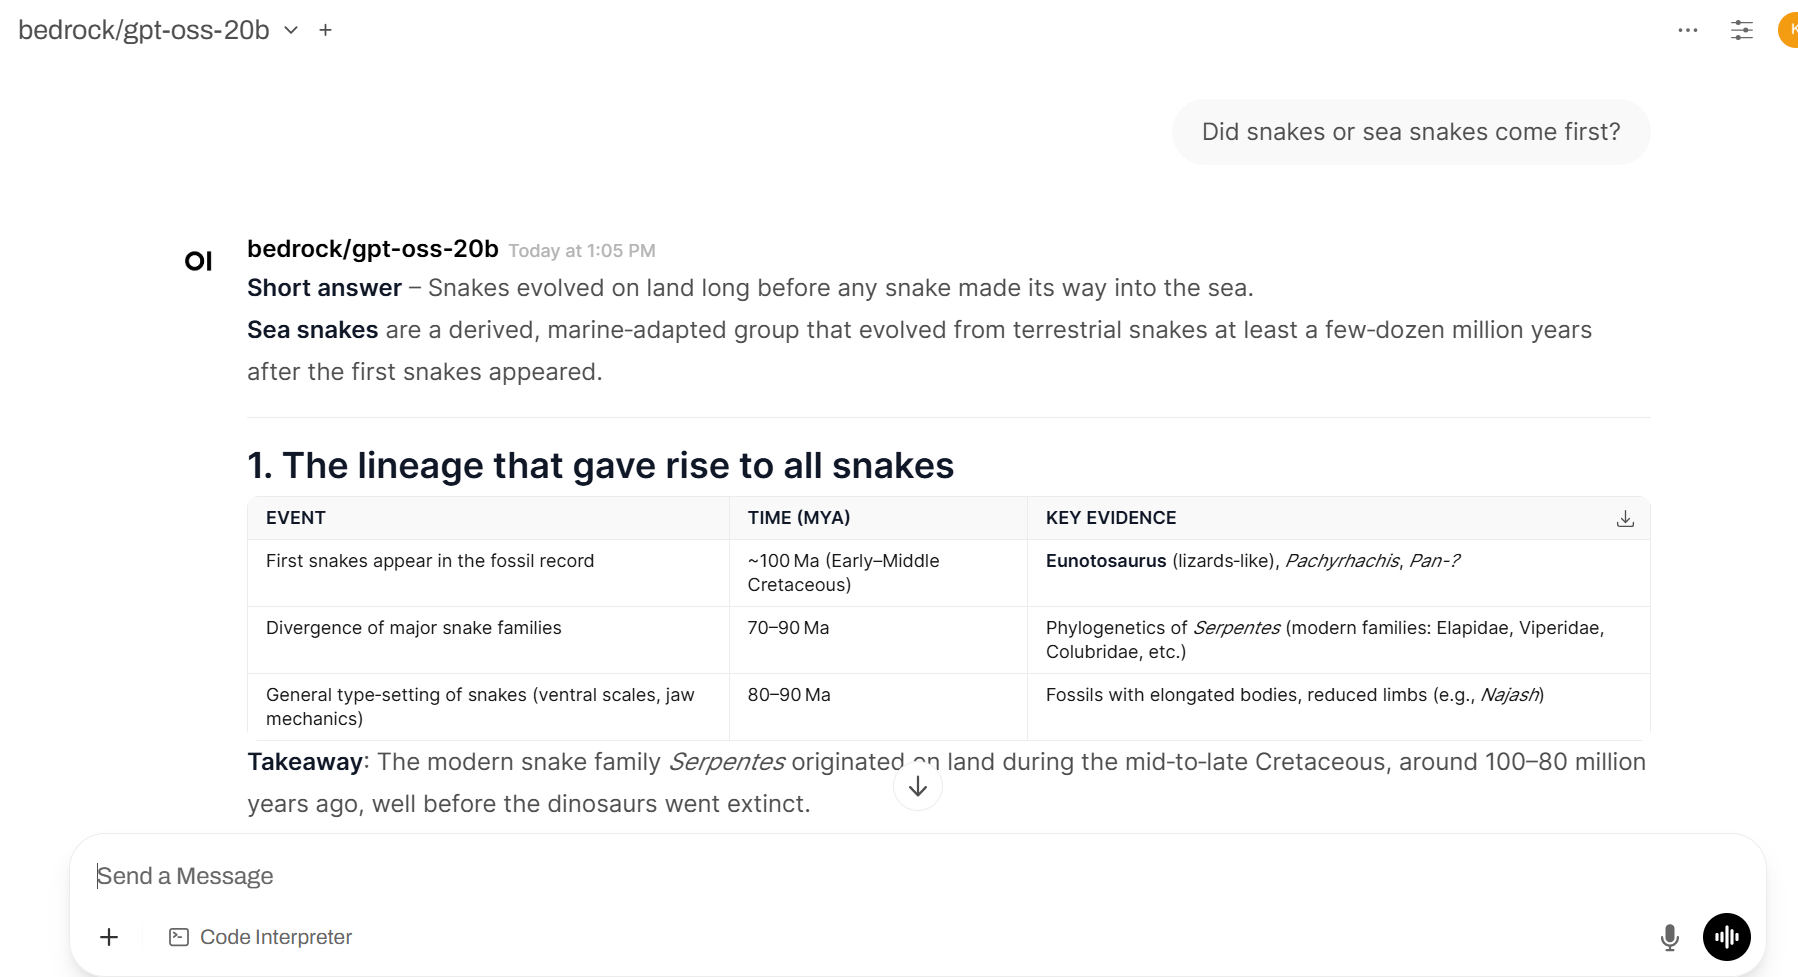 bedrock/gpt-oss-20b
K
Did snakes or sea snakes come first?
OI
bedrock/gpt-oss-20b Today at 1:05 PM
Short answer – Snakes evolved on land long before any snake made its way into the sea.
Sea snakes are a derived, marine-adapted group that evolved from terrestrial snakes at least a few-dozen million years
after the first snakes appeared.
1. The lineage that gave rise to all snakes
EVENT TIME (MYA) KEY EVIDENCE
First snakes appear in the fossil record ~100 Ma (Early–Middle Eunotosaurus (lizards-like), Pachyrhachis, Pan-?
Cretaceous)
Divergence of major snake families 70–90 Ma Phylogenetics of Serpentes (modern families: Elapidae, Viperidae,
Colubridae, etc.)
General type-setting of snakes (ventral scales, jaw 80–90 Ma Fossils with elongated bodies, reduced limbs (e.g., Najash)
mechanics)
Takeaway: The modern snake family Serpentes originated on land during the mid-to-late Cretaceous, around 100–80 million
years ago, well before the dinosaurs went extinct.
Send a Message
Code Interpreter